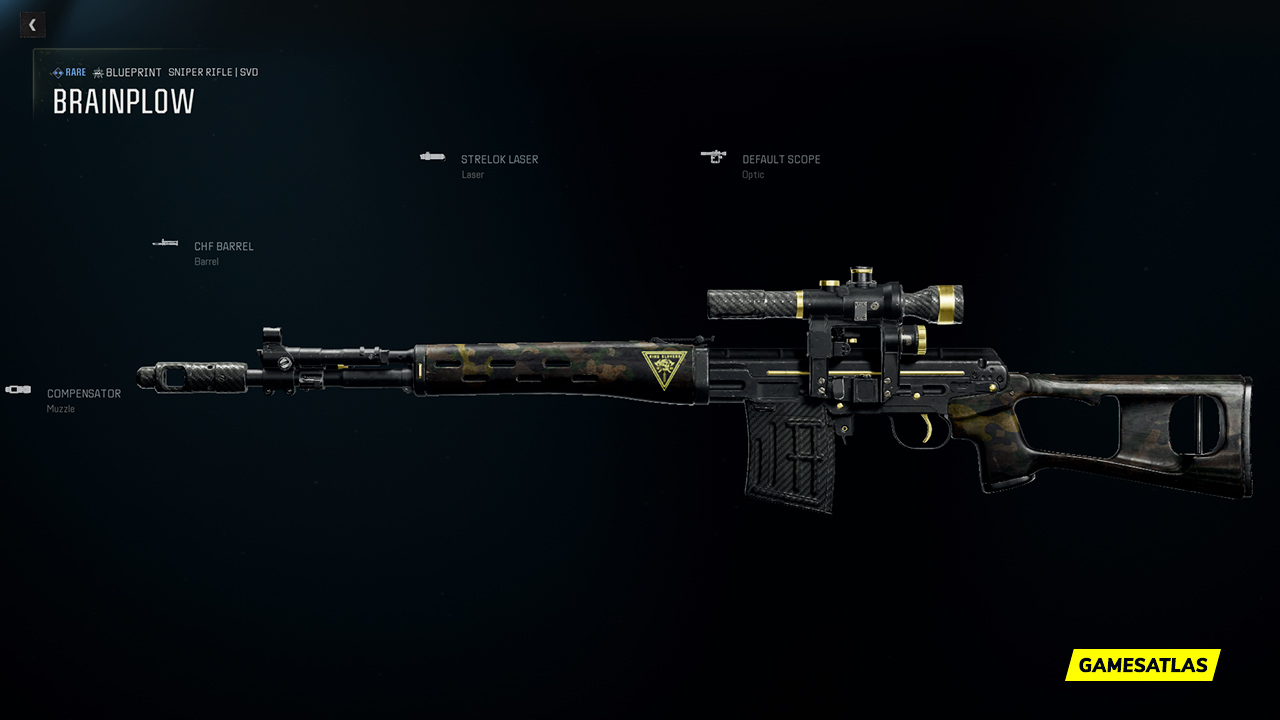 RARE BLUEPRINT SNIPER RIFLE | SVD
BRAINPLOW
STRELOK LASER
Laser
DEFAULT SCOPE
Optic
CHF BARREL
Barrel
COMPENSATOR
Muzzle
GAMESATLAS